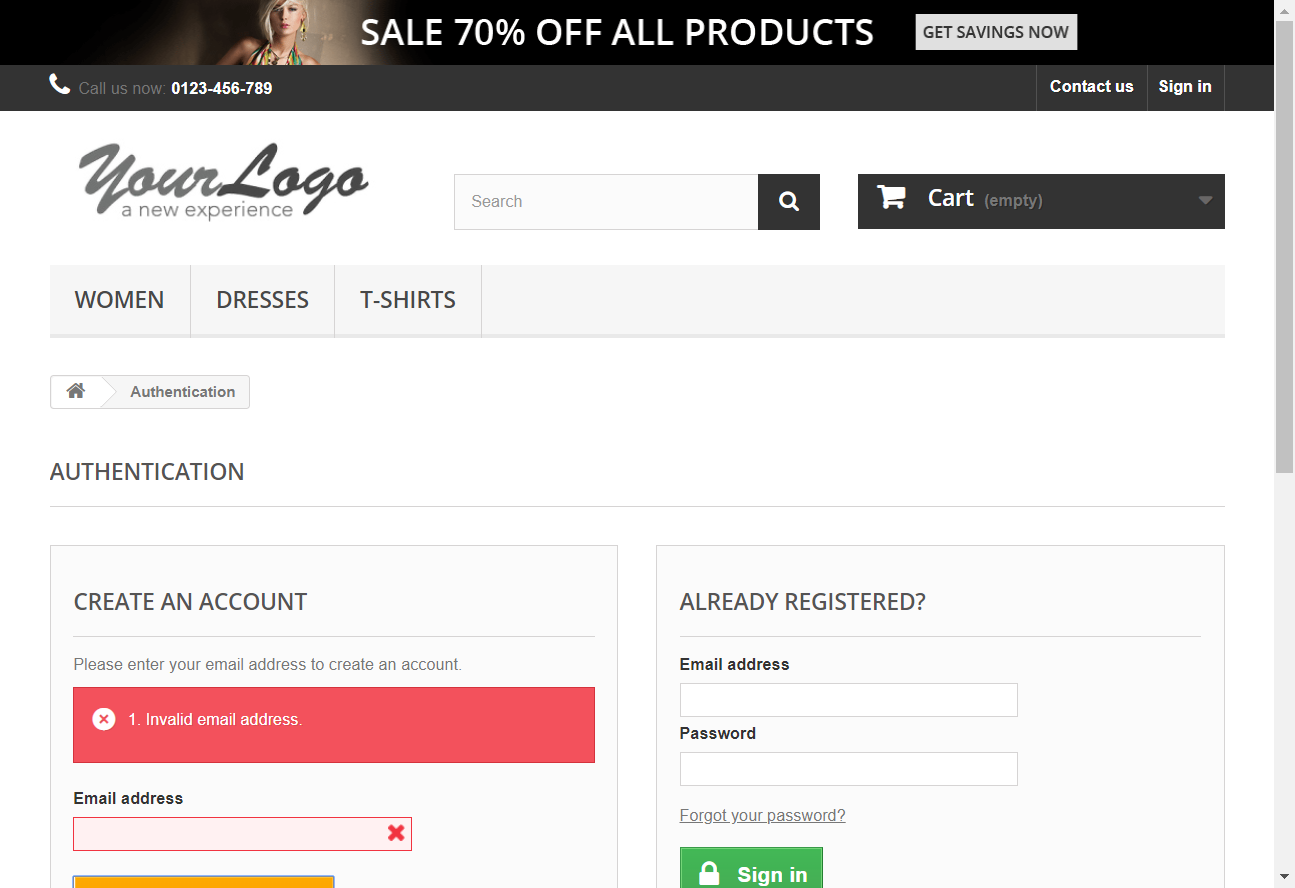 SALE 70% OFF ALL PRODUCTS GET SAVINGS NOW
Call us now: 0123-456-789 Contact us Sign in
Your Logo
a new experience
Search
Cart (empty)
WOMEN DRESSES T-SHIRTS
Authentication
AUTHENTICATION
CREATE AN ACCOUNT
Please enter your email address to create an account.
1. Invalid email address.
Email address
ALREADY REGISTERED?
Email address
Password
Forgot your password?
Sign in